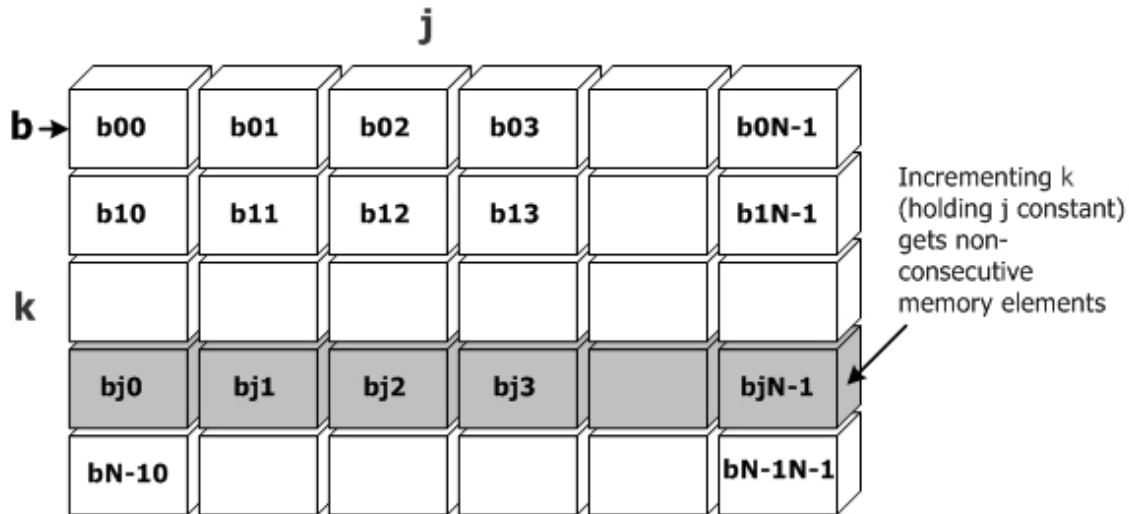 j
b
b00 b01 b02 b03 b0N-1
b10 b11 b12 b13 b1N-1
k
bj0 bj1 bj2 bj3 bjN-1
bN-10 bN-1N-1
Incrementing k
(holding j constant)
gets non-
consecutive
memory elements